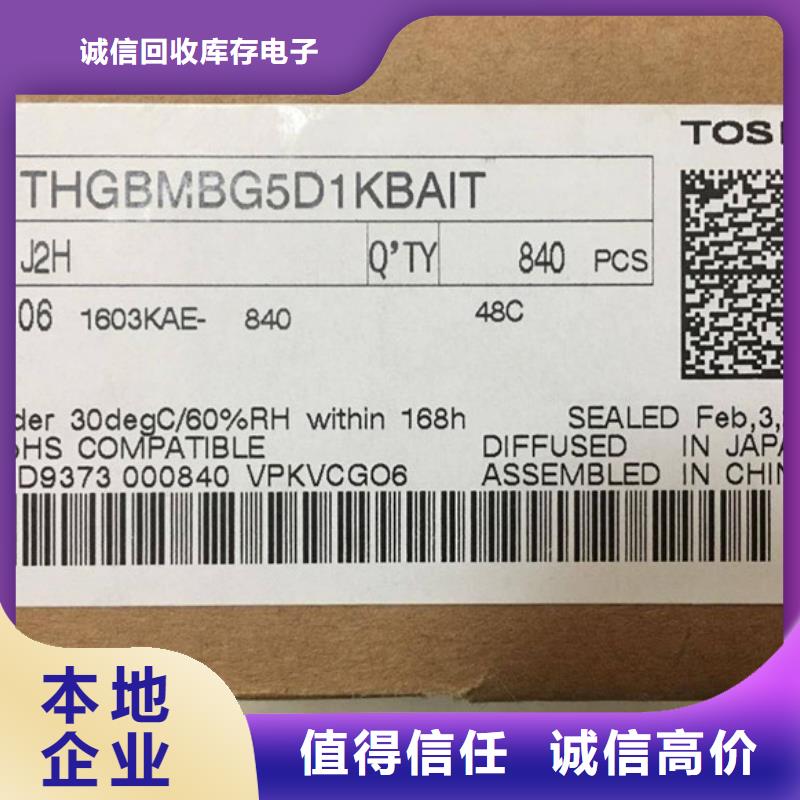 诚信回收库存电子
TOS
THGBMBG5D1KBAIT
J2H Q'TY 840 PCS
06 1603KAE- 840 48C
der 30degC/60%RH within 168h SEALED Feb,3,
HS COMPATIBLE DIFFUSED IN JAPA
D9373 000840 VPKVCGO6 ASSEMBLED IN CHIN
本地
企业
值得信任 诚信高价